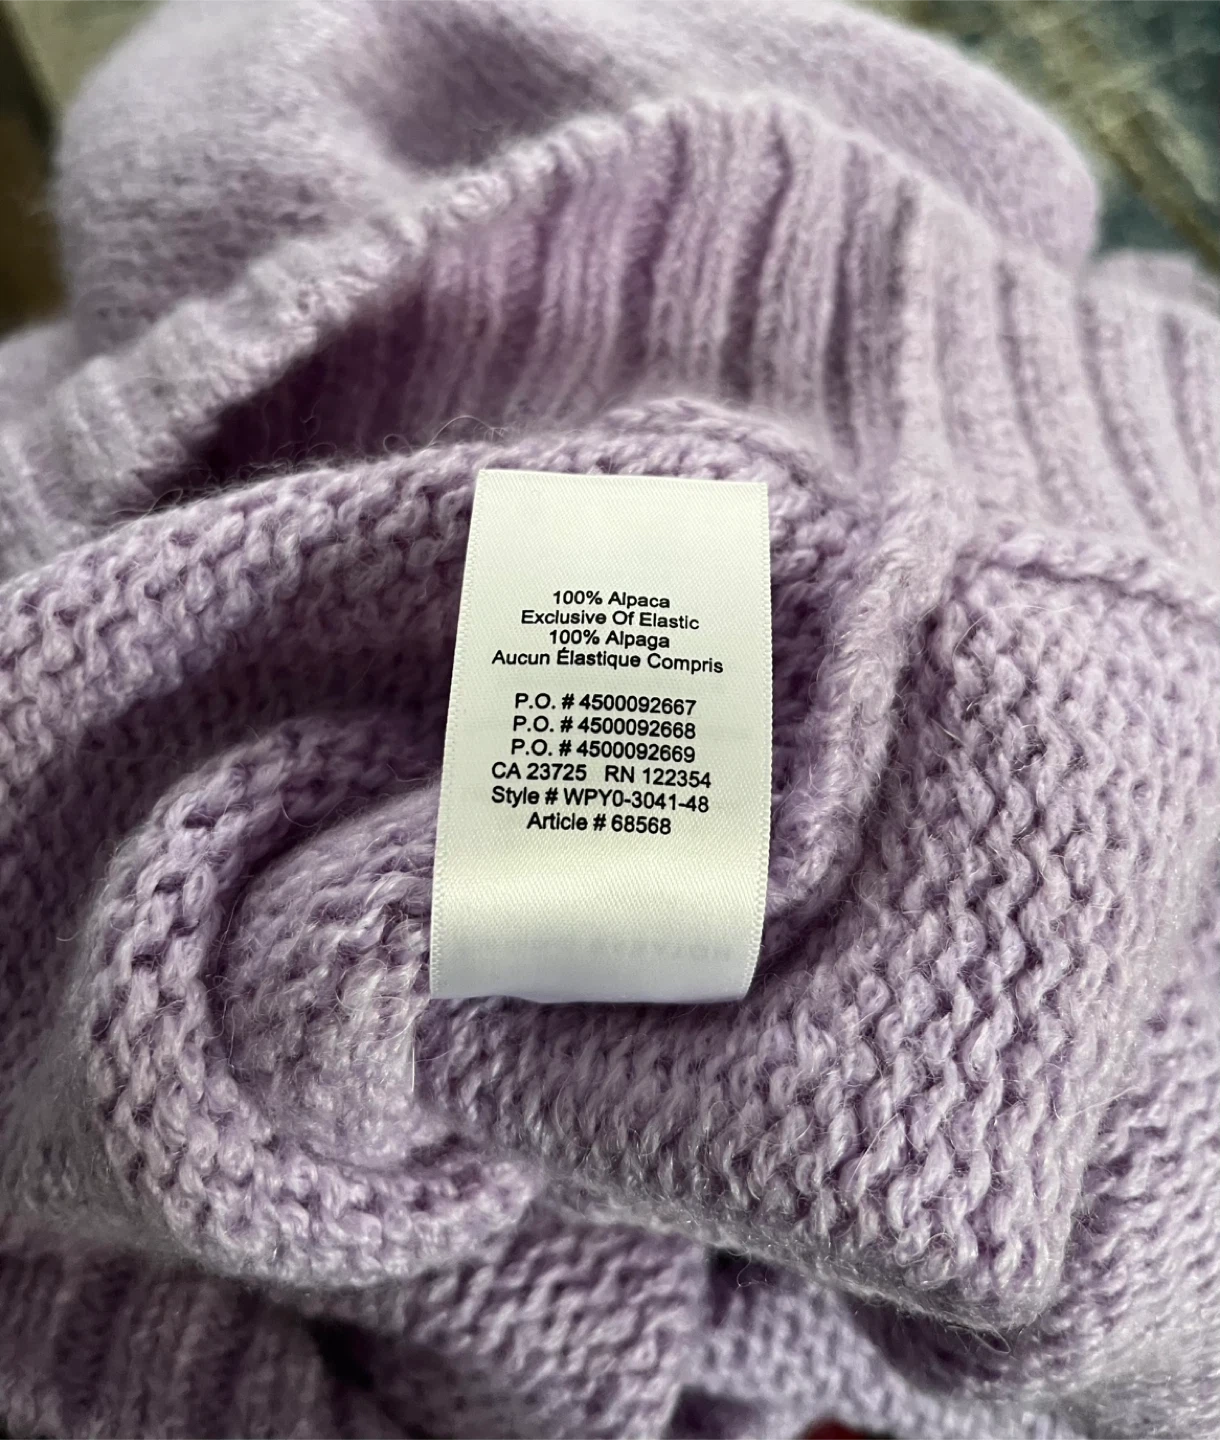 100% Alpaca
Exclusive Of Elastic
100% Alpaga
Aucun Élastique Compris
P.O. # 4500092667
P.O. # 4500092668
P.O. # 4500092669
CA 23725 RN 122354
Style # WPY0-3041-48
Article # 68568